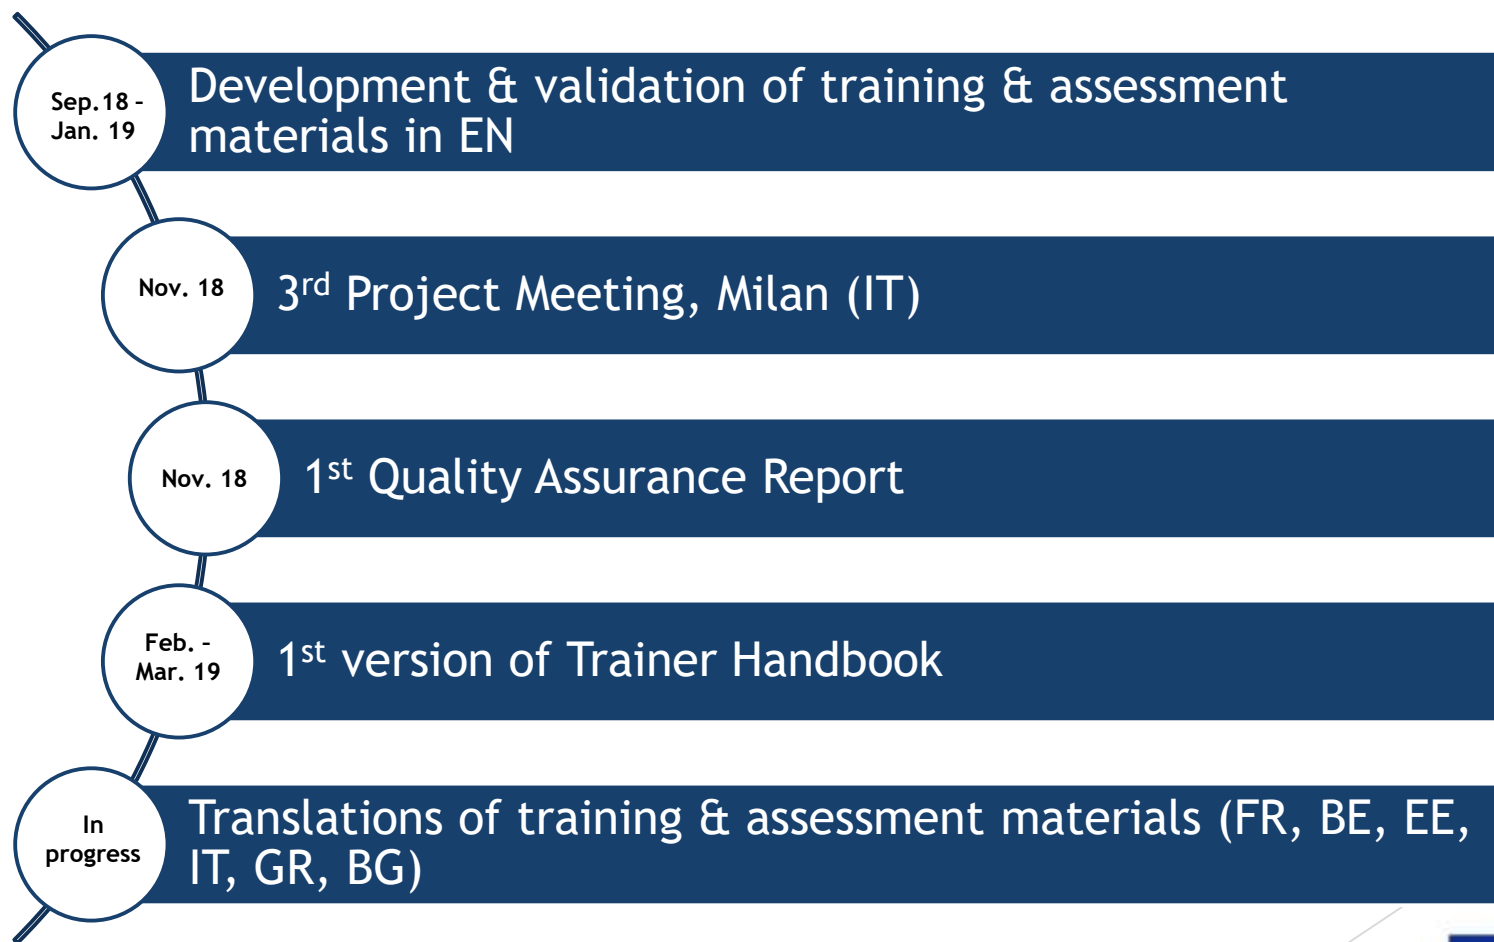 Sep.18 –
Jan. 19
Development & validation of training & assessment
materials in EN
Nov. 18
3rd Project Meeting, Milan (IT)
Nov. 18
1st Quality Assurance Report
Feb. –
Mar. 19
1st version of Trainer Handbook
In
progress
Translations of training & assessment materials (FR, BE, EE,
IT, GR, BG)